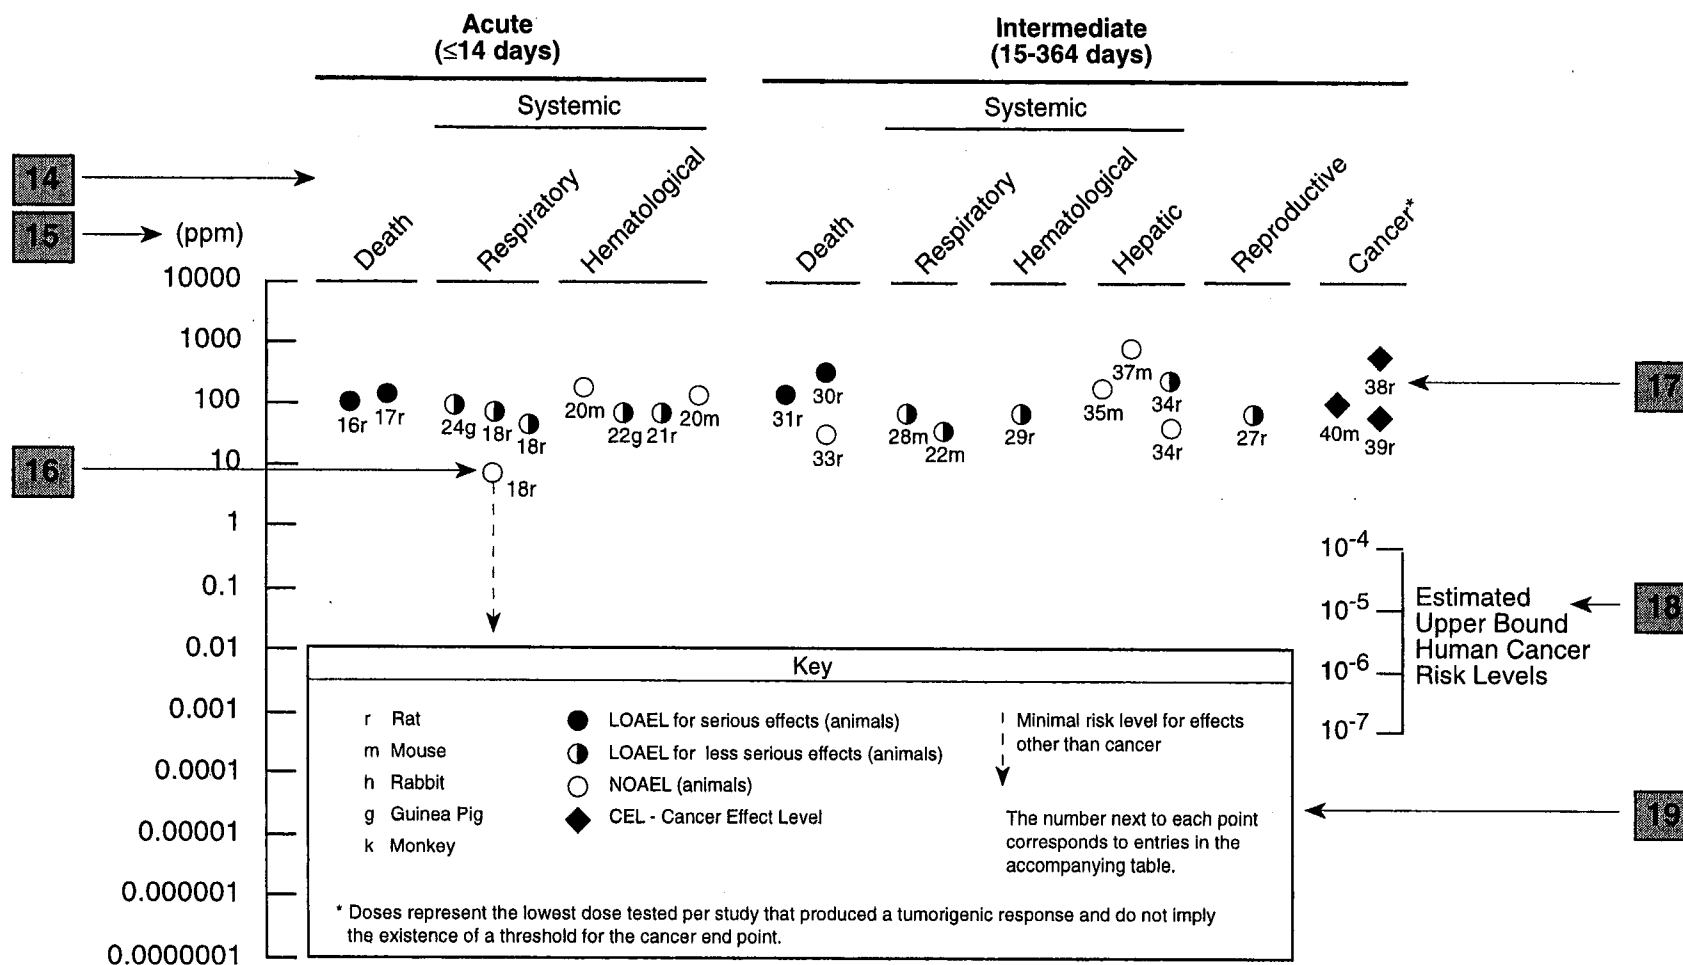 Acute
(≤14 days)
Intermediate
(15-364 days)
Systemic
Systemic
14
15
(ppm)
Death
Respiratory
Hematological
Death
Respiratory
Hematological
Hepatic
Reproductive
Cancer*
10000
1000
100
10
1
0.1
0.01
0.001
0.0001
0.00001
0.000001
0.0000001
16r
17r
24g
18r
18r
18r
20m
22g
21r
20m
31r
30r
33r
28m
22m
29r
35m
37m
34r
34r
27r
40m
38r
39r
16
17
10-4
10-5
10-6
10-7
Estimated
Upper Bound
Human Cancer
Risk Levels
18
Key
r Rat
m Mouse
h Rabbit
g Guinea Pig
k Monkey
LOAEL for serious effects (animals)
LOAEL for less serious effects (animals)
NOAEL (animals)
CEL - Cancer Effect Level
Minimal risk level for effects
other than cancer
The number next to each point
corresponds to entries in the
accompanying table.
19
* Doses represent the lowest dose tested per study that produced a tumorigenic response and do not imply
the existence of a threshold for the cancer end point.